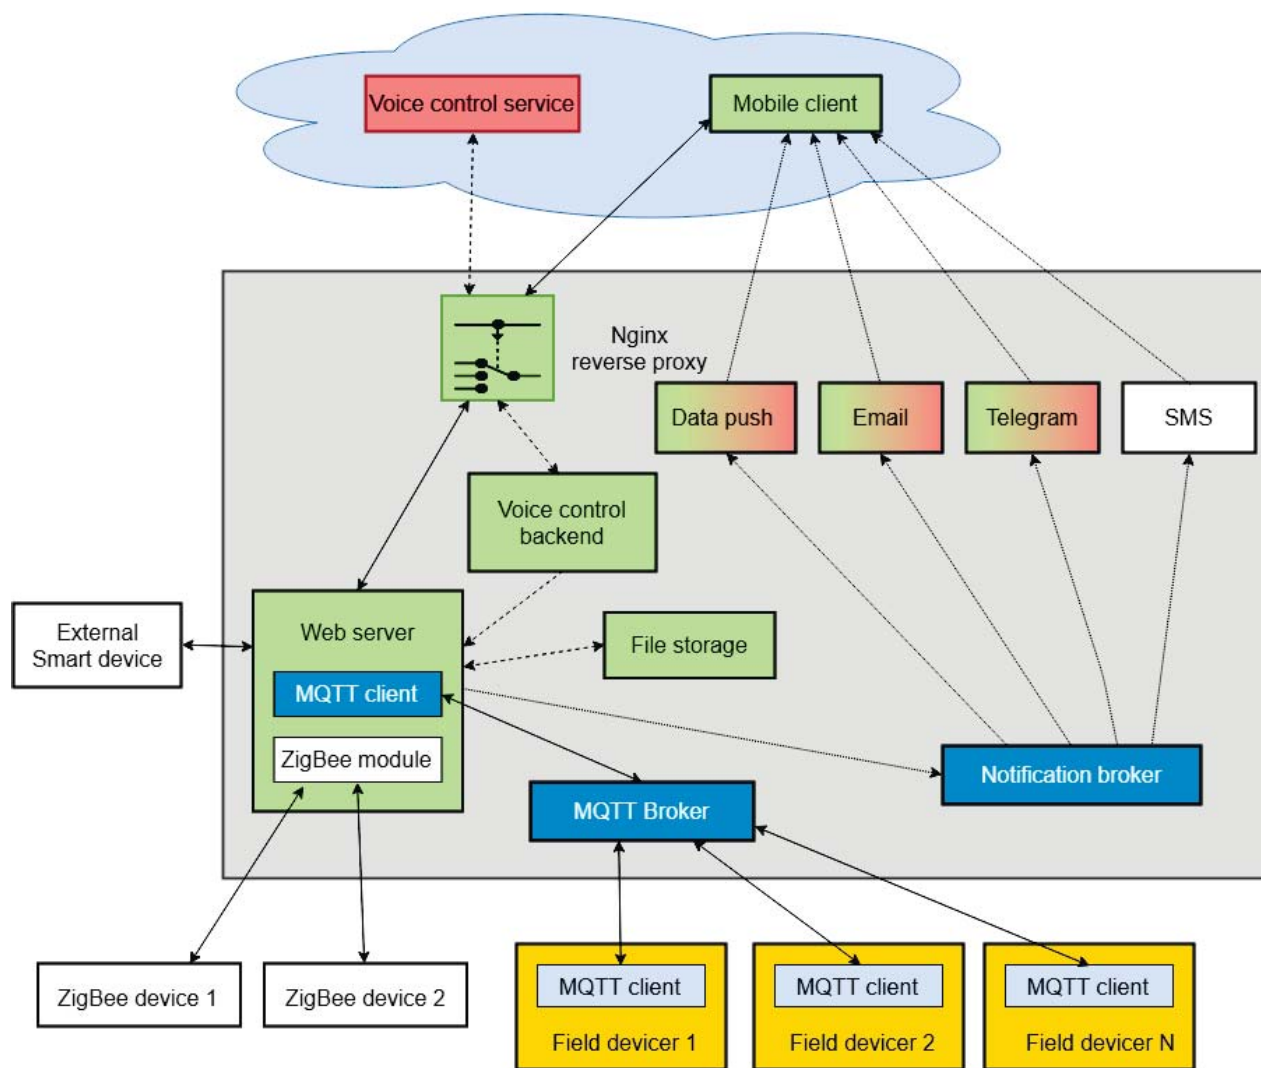 Voice control service
Mobile client
Nginx
reverse proxy
Data push
Email
Telegram
SMS
Voice control
backend
External
Smart device
Web server
File storage
MQTT client
ZigBee module
Notification broker
MQTT Broker
ZigBee device 1
ZigBee device 2
MQTT client
Field devicer 1
MQTT client
Field devicer 2
MQTT client
Field devicer N